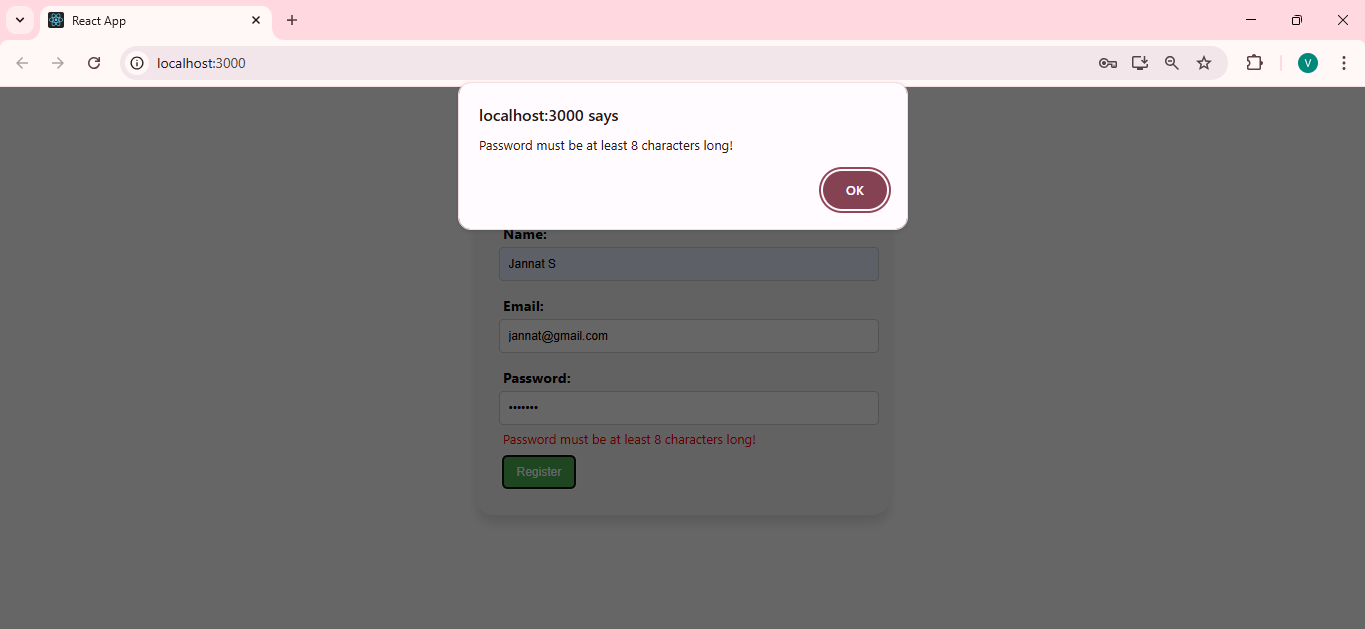 React App
localhost:3000
V
localhost:3000 says
Password must be at least 8 characters long!
OK
Name:
Jannat S
Email:
jannat@gmail.com
Password:
•••••••
Password must be at least 8 characters long!
Register